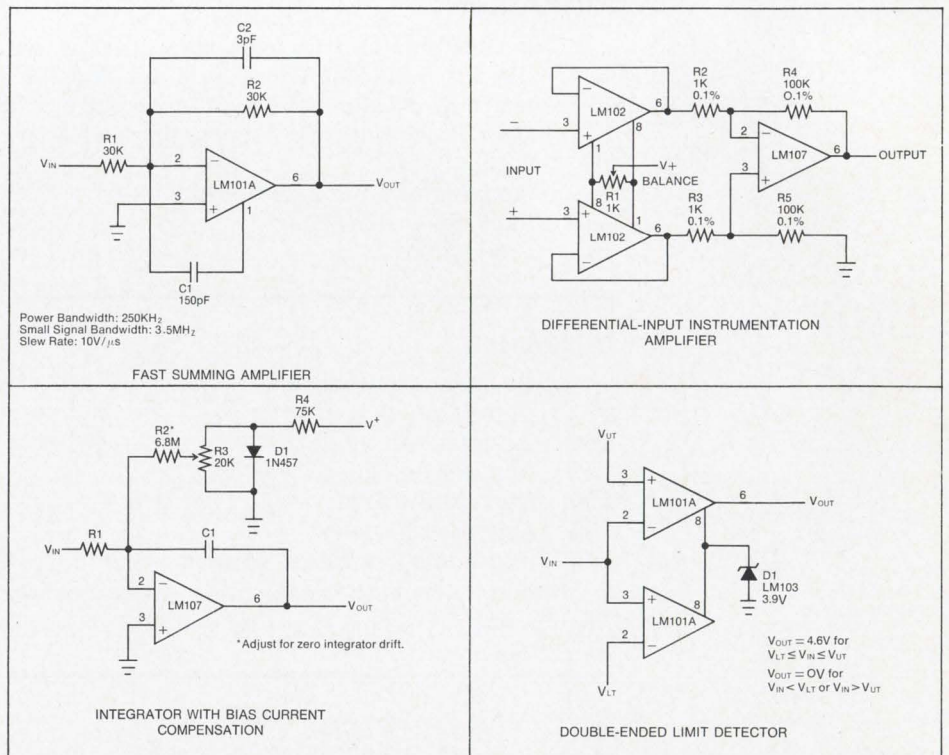 C2
3pF
R2
30K
R1
30K
VIN
2
−
LM101A
6
VOUT
3
+
1
C1
150pF
Power Bandwidth: 250KHz
Small Signal Bandwidth: 3.5MHz
Slew Rate: 10V/μs
FAST SUMMING AMPLIFIER
−
LM102
6
R2
1K
0.1%
R4
100K
O.1%
−
3
+
8
1
2
−
LM107
6
OUTPUT
INPUT
V+
BALANCE
R1
1K
3
+
8
+
3
+
1
LM102
6
−
R3
1K
0.1%
R5
100K
0.1%
DIFFERENTIAL-INPUT INSTRUMENTATION
AMPLIFIER
R4
75K
V+
R2*
6.8M
R3
20K
D1
1N457
R1
C1
VIN
2
−
LM107
6
VOUT
3
+
*Adjust for zero integrator drift.
INTEGRATOR WITH BIAS CURRENT
COMPENSATION
VUT
3
+
LM101A
6
VOUT
2
−
8
VIN
D1
LM103
3.9V
3
+
8
LM101A
2
−
VLT
VOUT = 4.6V for
VLT ≤ VIN ≤ VUT
VOUT = OV for
VIN < VLT or VIN > VUT
DOUBLE-ENDED LIMIT DETECTOR